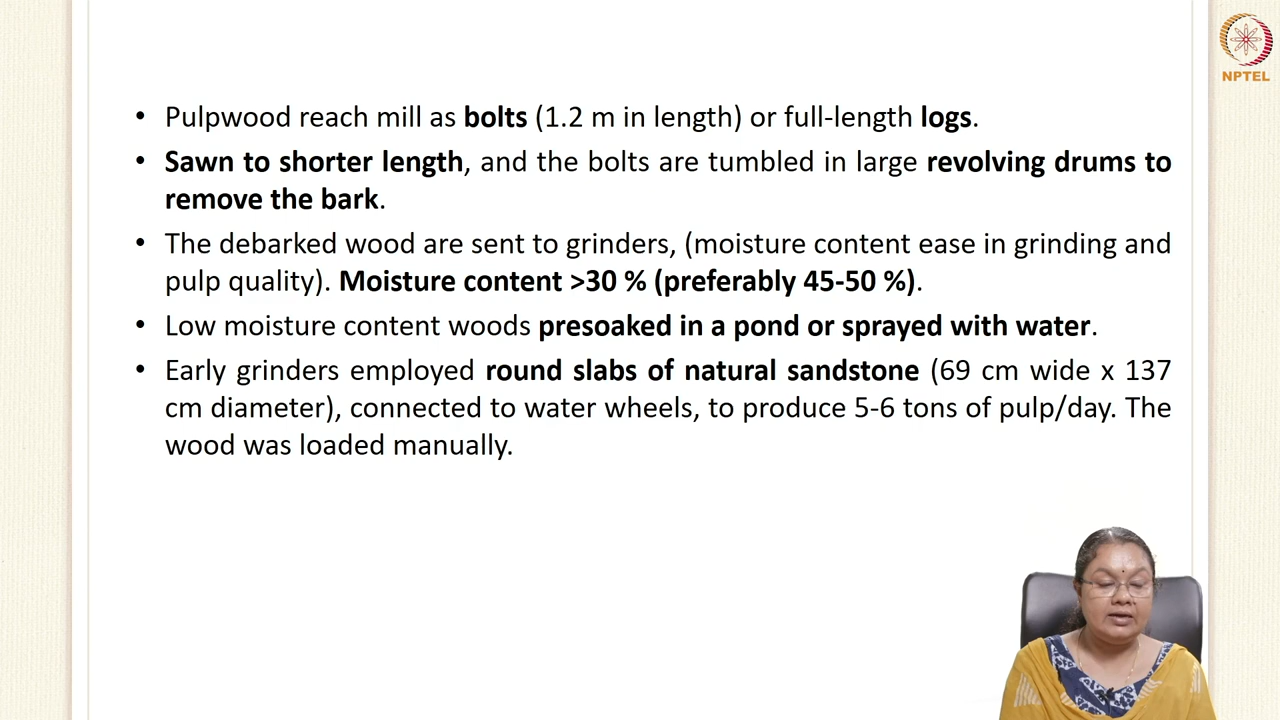 NPTEL
• Pulpwood reach mill as bolts (1.2 m in length) or full-length logs.
• Sawn to shorter length, and the bolts are tumbled in large revolving drums to
remove the bark.
• The debarked wood are sent to grinders, (moisture content ease in grinding and
pulp quality). Moisture content >30 % (preferably 45-50 %).
• Low moisture content woods presoaked in a pond or sprayed with water.
• Early grinders employed round slabs of natural sandstone (69 cm wide x 137
cm diameter), connected to water wheels, to produce 5-6 tons of pulp/day. The
wood was loaded manually.